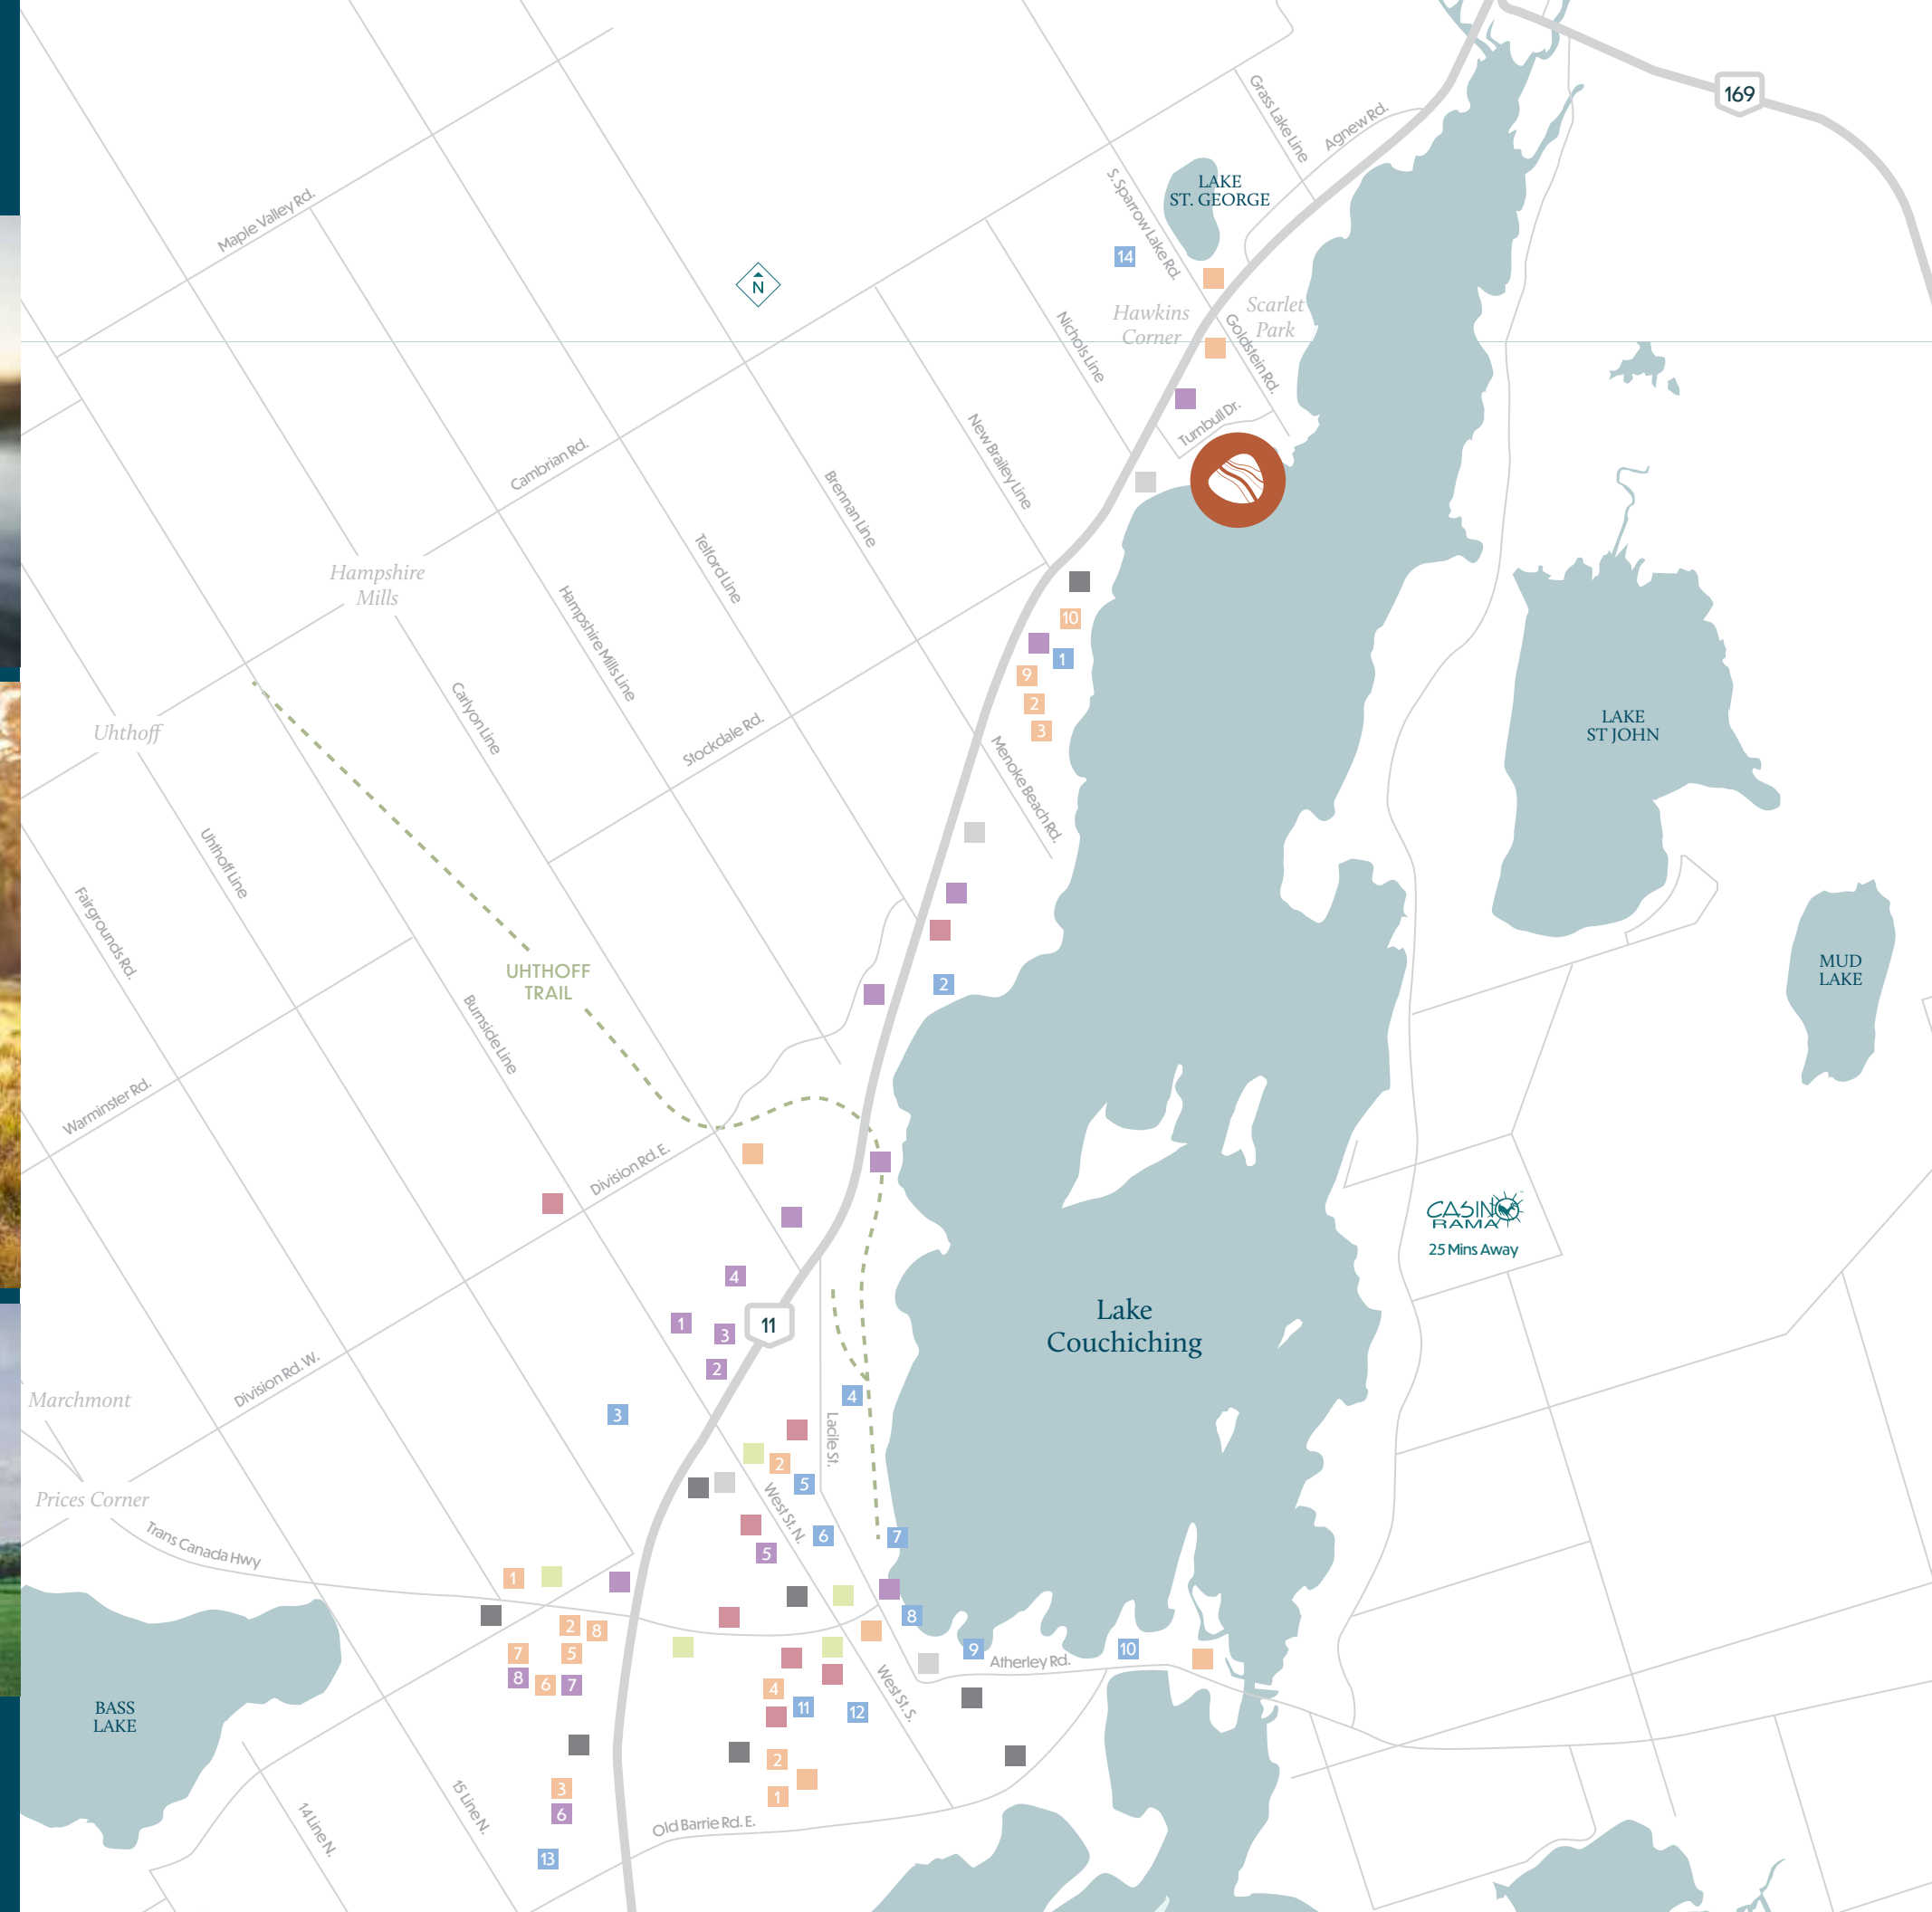 169
Grass Lake Line
Agnew Rd.
S. Sparrow Lake Rd.
LAKE
ST. GEORGE
Maple Valley Rd.
14
N
Hawkins
Corner
Scarlet
Park
Goldstein Rd.
Nichols Line
Turnbull Dr.
New Brailey Line
Cambrian Rd.
Brennan Line
Telford Line
Hampshire
Mills
Hampshire Mills Line
10
1
9
2
3
Carlyon Line
Uhthoff
Stockdale Rd.
Menoke Beach Rd.
LAKE
ST JOHN
Uhthoff Line
Fairgrounds Rd.
UHTHOFF
TRAIL
2
MUD
LAKE
Burnside Line
Warminster Rd.
Division Rd. E.
CASINO
RAMA
25 Mins Away
4
1
3
11
2
Lake
Couchiching
Division Rd. W.
Marchmont
3
4
Lacile St.
2
5
Prices Corner
West St. N.
Trans Canada Hwy
6
7
5
1
8
2
8
7
5
8
6
7
9
10
Atherley Rd.
4
11
12
West St. S.
BASS
LAKE
2
3
1
6
14 Line N.
15 Line N.
Old Barrie Rd. E.
13